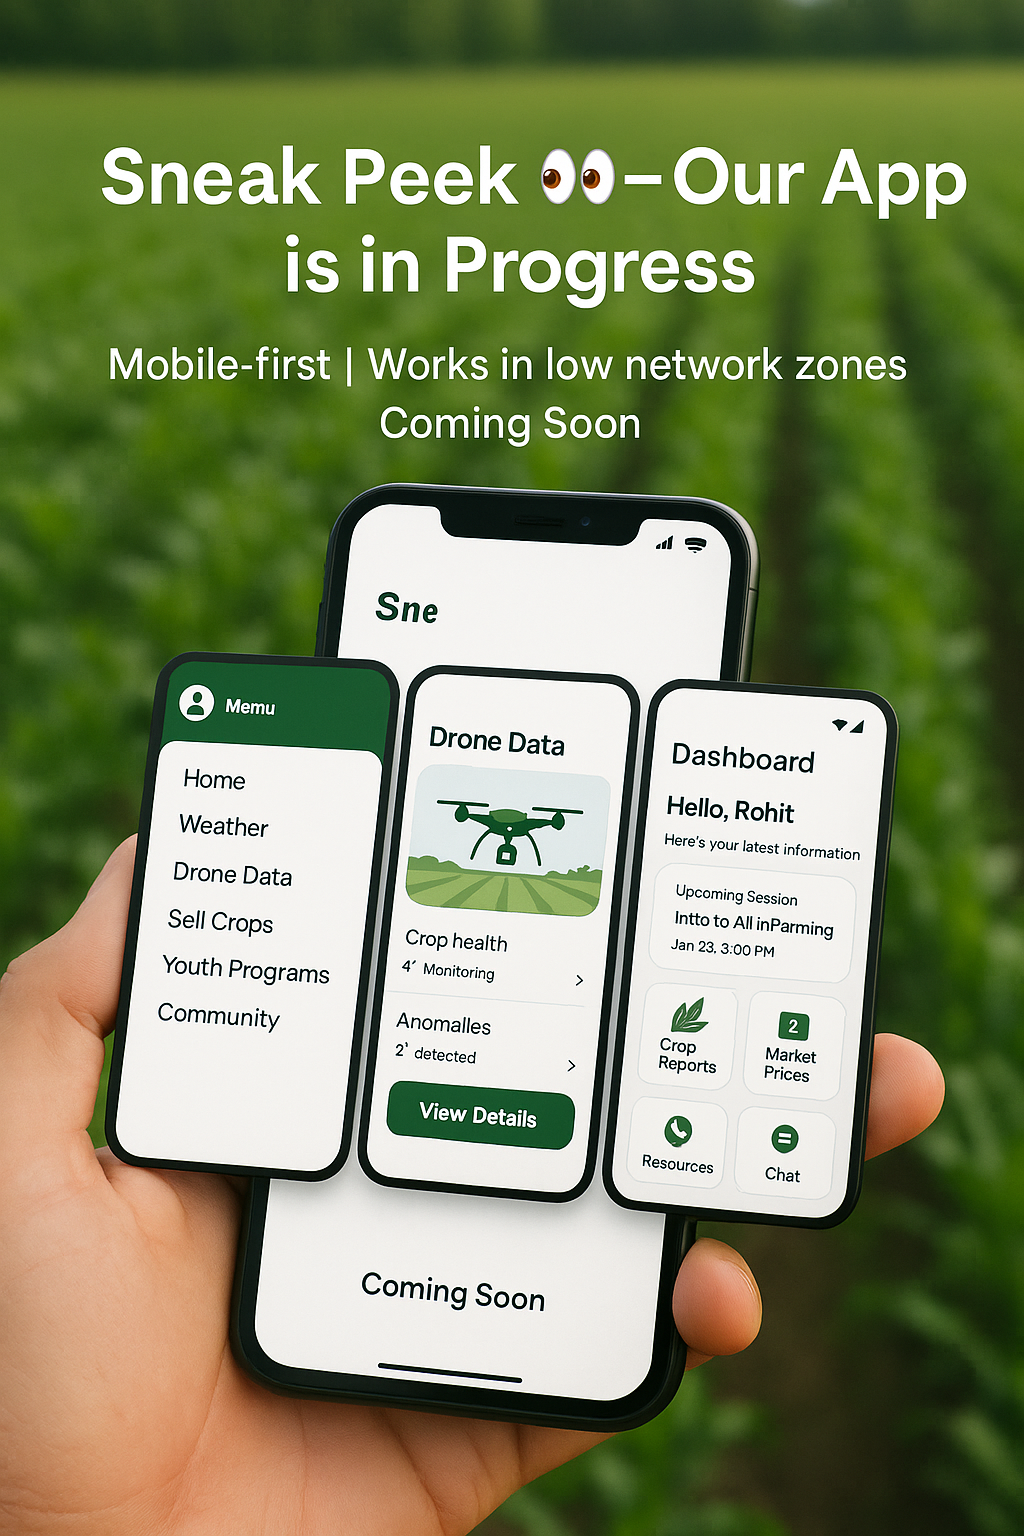 Sneak Peek 👀–Our App
is in Progress
Mobile-first | Works in low network zones
Coming Soon
Sne
Memu
Home
Weather
Drone Data
Sell Crops
Youth Programs
Community
Drone Data
Crop health
4′ Monitoring
Anomalles
2‵ detected
View Details
Dashboard
Hello, Rohit
Here's your latest information
Upcoming Session
Intto to All inParming
Jan 23, 3:00 PM
Crop
Reports
2
Market
Prices
Resources
Chat
Coming Soon